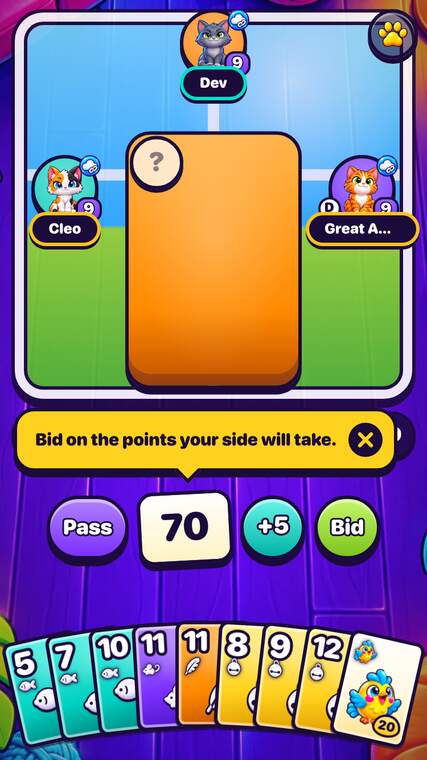 9
Dev
?
9
Cleo
D
9
Great A...
Bid on the points your side will take.
Pass
70
+5
Bid
5
7
10
11
11
8
9
12
20